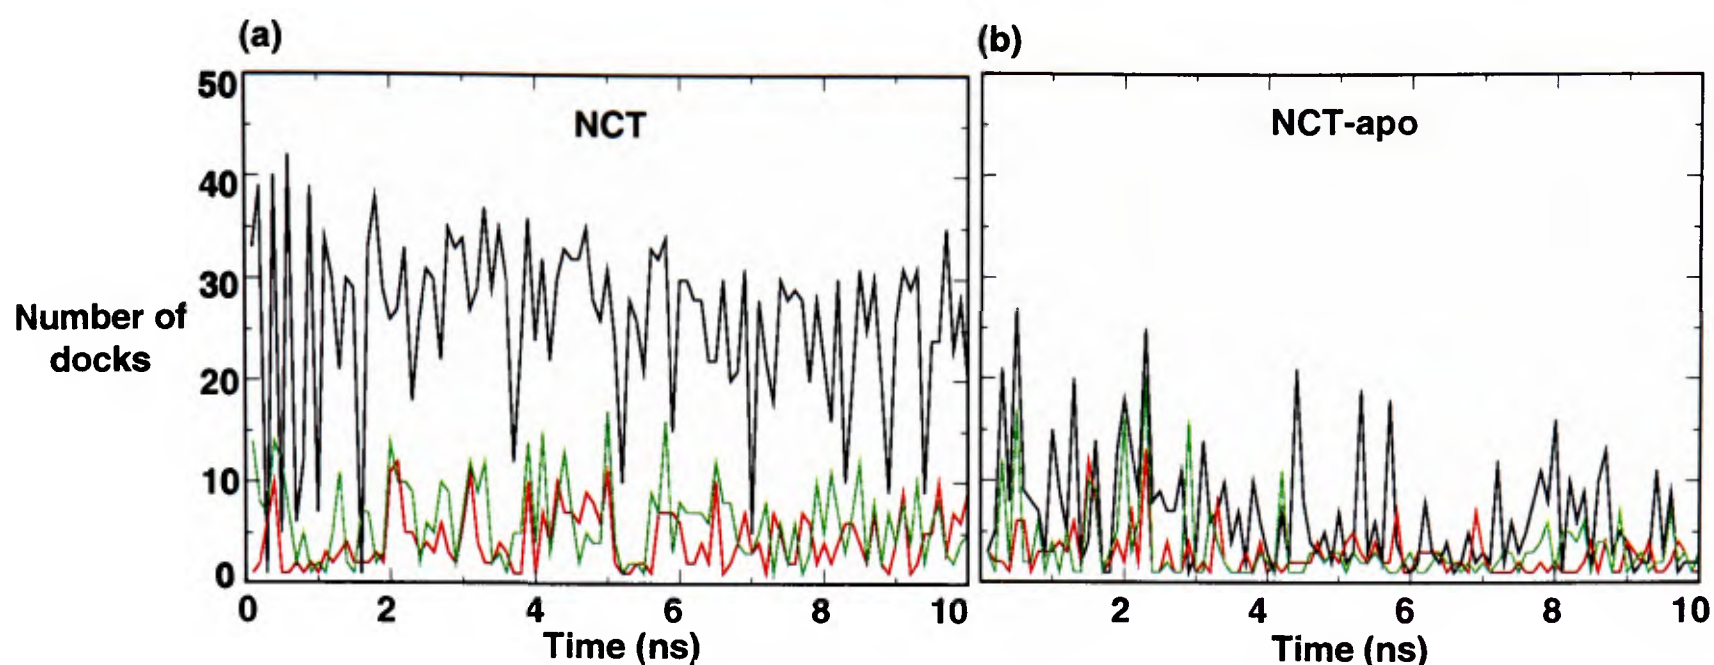 (a)
(b)
NCT
NCT-apo
50
40
30
20
10
0
Number of
docks
0 2 4 6 8 10
2 4 6 8 10
Time (ns)
Time (ns)